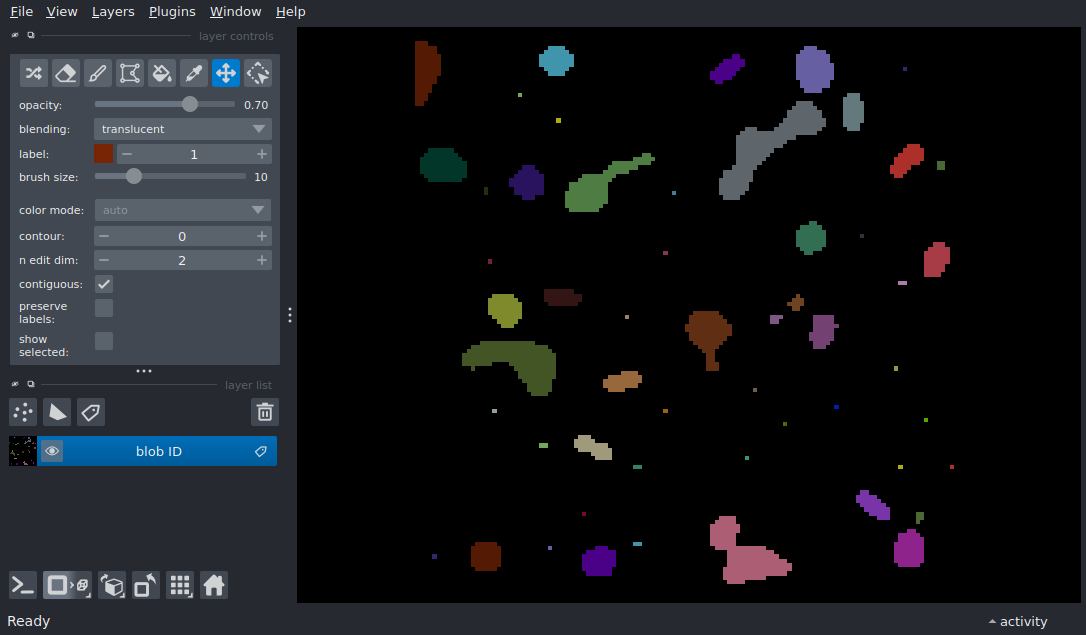 File View Layers Plugins Window Help
layer controls
opacity: 0.70
blending: translucent
label: 1
brush size: 10
color mode: auto
contour: 0
n edit dim: 2
contiguous:
preserve
labels:
show
selected:
layer list
blob ID
Ready
activity